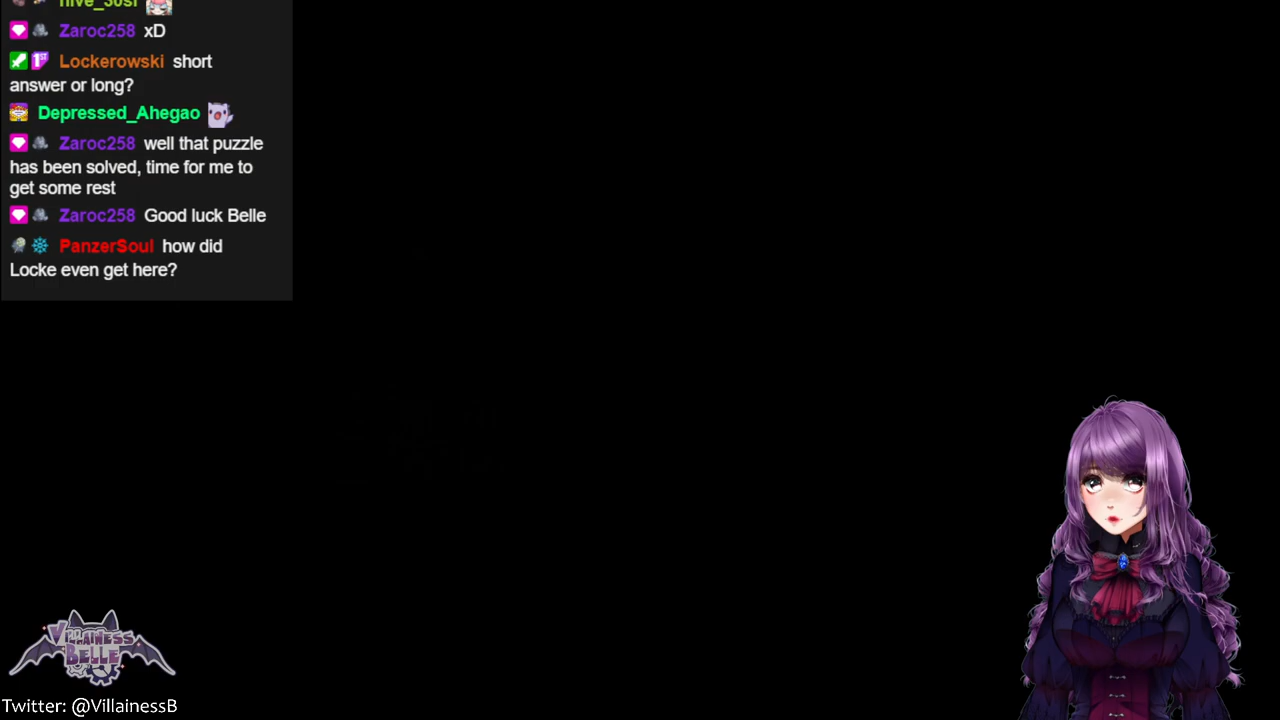 Zaroc258 xD
Lockerowski short
answer or long?
Depressed_Ahegao
Zaroc258 well that puzzle
has been solved, time for me to
get some rest
Zaroc258 Good luck Belle
PanzerSoul how did
Locke even get here?
VILLAINESS
BELLE
Twitter: @VillainessB